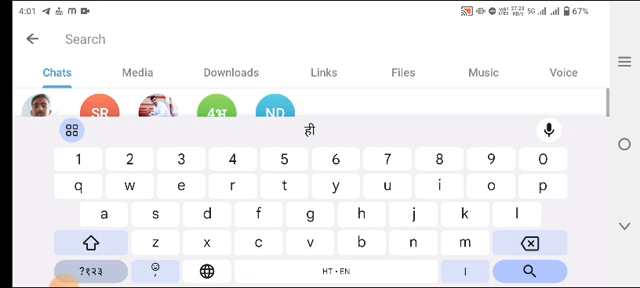 4:01 27.23 KB/S 5G 67%
Search
Chats Media Downloads Links Files Music Voice
SR 4भ ND
ही
1 2 3 4 5 6 7 8 9 0
q w e r t y u i o p
a s d f g h j k l
z x c v b n m
?१२३ , HT • EN ।